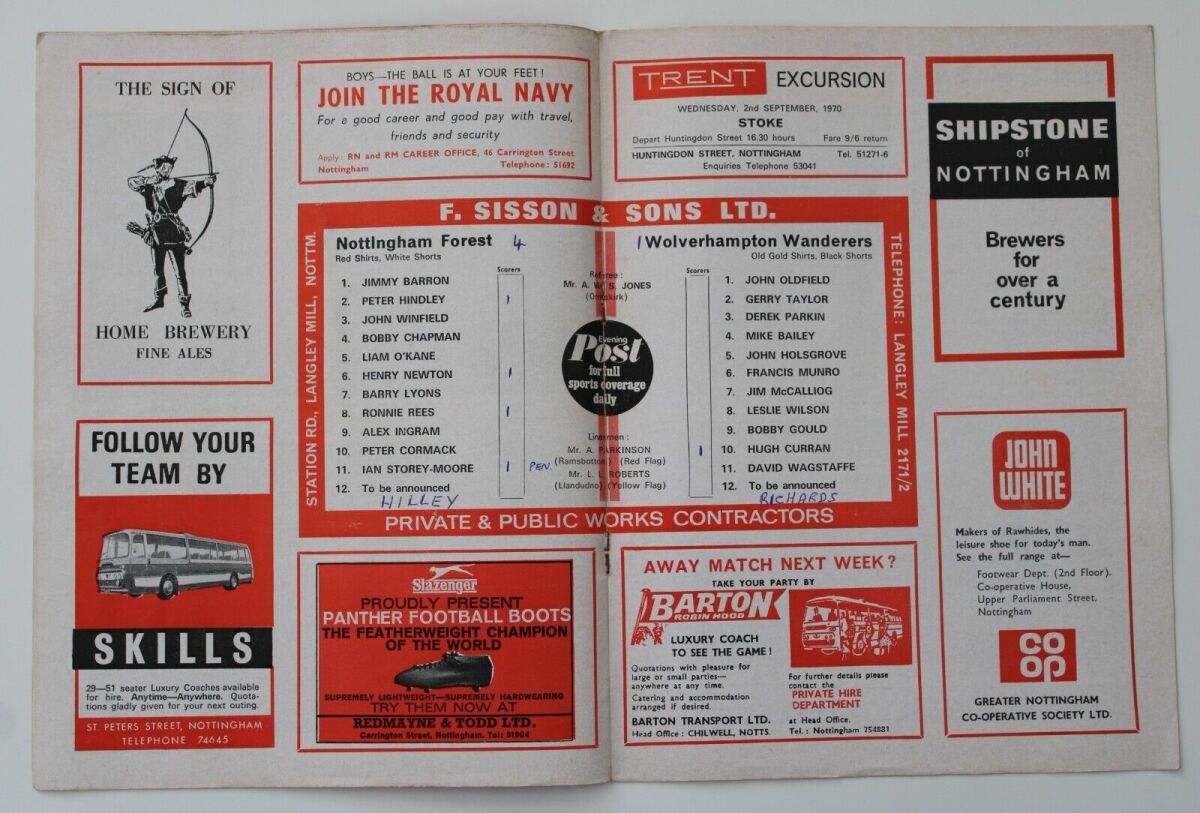 THE SIGN OF
HOME BREWERY
FINE ALES
FOLLOW YOUR
TEAM BY
SKILLS
29—51 seater Luxury Coaches available
for hire. Anytime—Anywhere. Quota-
tions gladly given for your next outing.
ST. PETERS STREET, NOTTINGHAM
TELEPHONE 74645
BOYS—THE BALL IS AT YOUR FEET!
JOIN THE ROYAL NAVY
For a good career and good pay with travel,
friends and security
Apply: RN and RM CAREER OFFICE, 46 Carrington Street
Nottingham Telephone: 51692
TRENT EXCURSION
WEDNESDAY, 2nd SEPTEMBER, 1970
STOKE
Depart Huntingdon Street 16.30 hours Fare 9/6 return
HUNTINGDON STREET, NOTTINGHAM Tel. 51271-6
Enquiries Telephone 53041
F. SISSON & SONS LTD.
STATION RD., LANGLEY MILL, NOTTM.
Nottingham Forest 4
Red Shirts, White Shorts
Scorers
1. JIMMY BARRON
2. PETER HINDLEY 1
3. JOHN WINFIELD
4. BOBBY CHAPMAN
5. LIAM O'KANE
6. HENRY NEWTON 1
7. BARRY LYONS
8. RONNIE REES 1
9. ALEX INGRAM
10. PETER CORMACK
11. IAN STOREY-MOORE 1 PEN.
12. To be announced
HILLEY
Referee:
Mr. A. W. S. JONES
(Ormskirk)
Evening
Post
for full
sports coverage
daily
Linesmen:
Mr. A. PARKINSON
(Ramsbottom) (Red Flag)
Mr. L. L. ROBERTS
(Llandudno) (Yellow Flag)
1 Wolverhampton Wanderers
Old Gold Shirts, Black Shorts
Scorers
1. JOHN OLDFIELD
2. GERRY TAYLOR
3. DEREK PARKIN
4. MIKE BAILEY
5. JOHN HOLSGROVE
6. FRANCIS MUNRO
7. JIM McCALLIOG
8. LESLIE WILSON
9. BOBBY GOULD
1 10. HUGH CURRAN
11. DAVID WAGSTAFFE
12. To be announced
RICHARDS
TELEPHONE: LANGLEY MILL 2171/2
PRIVATE & PUBLIC WORKS CONTRACTORS
Slazenger
PROUDLY PRESENT
PANTHER FOOTBALL BOOTS
THE FEATHERWEIGHT CHAMPION
OF THE WORLD
SUPREMELY LIGHTWEIGHT—SUPREMELY HARDWEARING
TRY THEM NOW AT
REDMAYNE & TODD LTD.
Carrington Street, Nottingham. Tel: 51004
AWAY MATCH NEXT WEEK?
TAKE YOUR PARTY BY
BARTON
ROBIN HOOD
LUXURY COACH
TO SEE THE GAME!
Quotations with pleasure for
large or small parties—
anywhere at any time.
Catering and accommodation
arranged if desired.
BARTON TRANSPORT LTD.
Head Office: CHILWELL, NOTTS.
For further details please
contact the
PRIVATE HIRE
DEPARTMENT
at Head Office.
Tel.: Nottingham 254881
SHIPSTONE
of
NOTTINGHAM
Brewers
for
over a
century
JOHN
WHITE
Makers of Rawhides, the
leisure shoe for today's man.
See the full range at—
Footwear Dept. (2nd Floor),
Co-operative House,
Upper Parliament Street,
Nottingham
CO
OP
GREATER NOTTINGHAM
CO-OPERATIVE SOCIETY LTD.